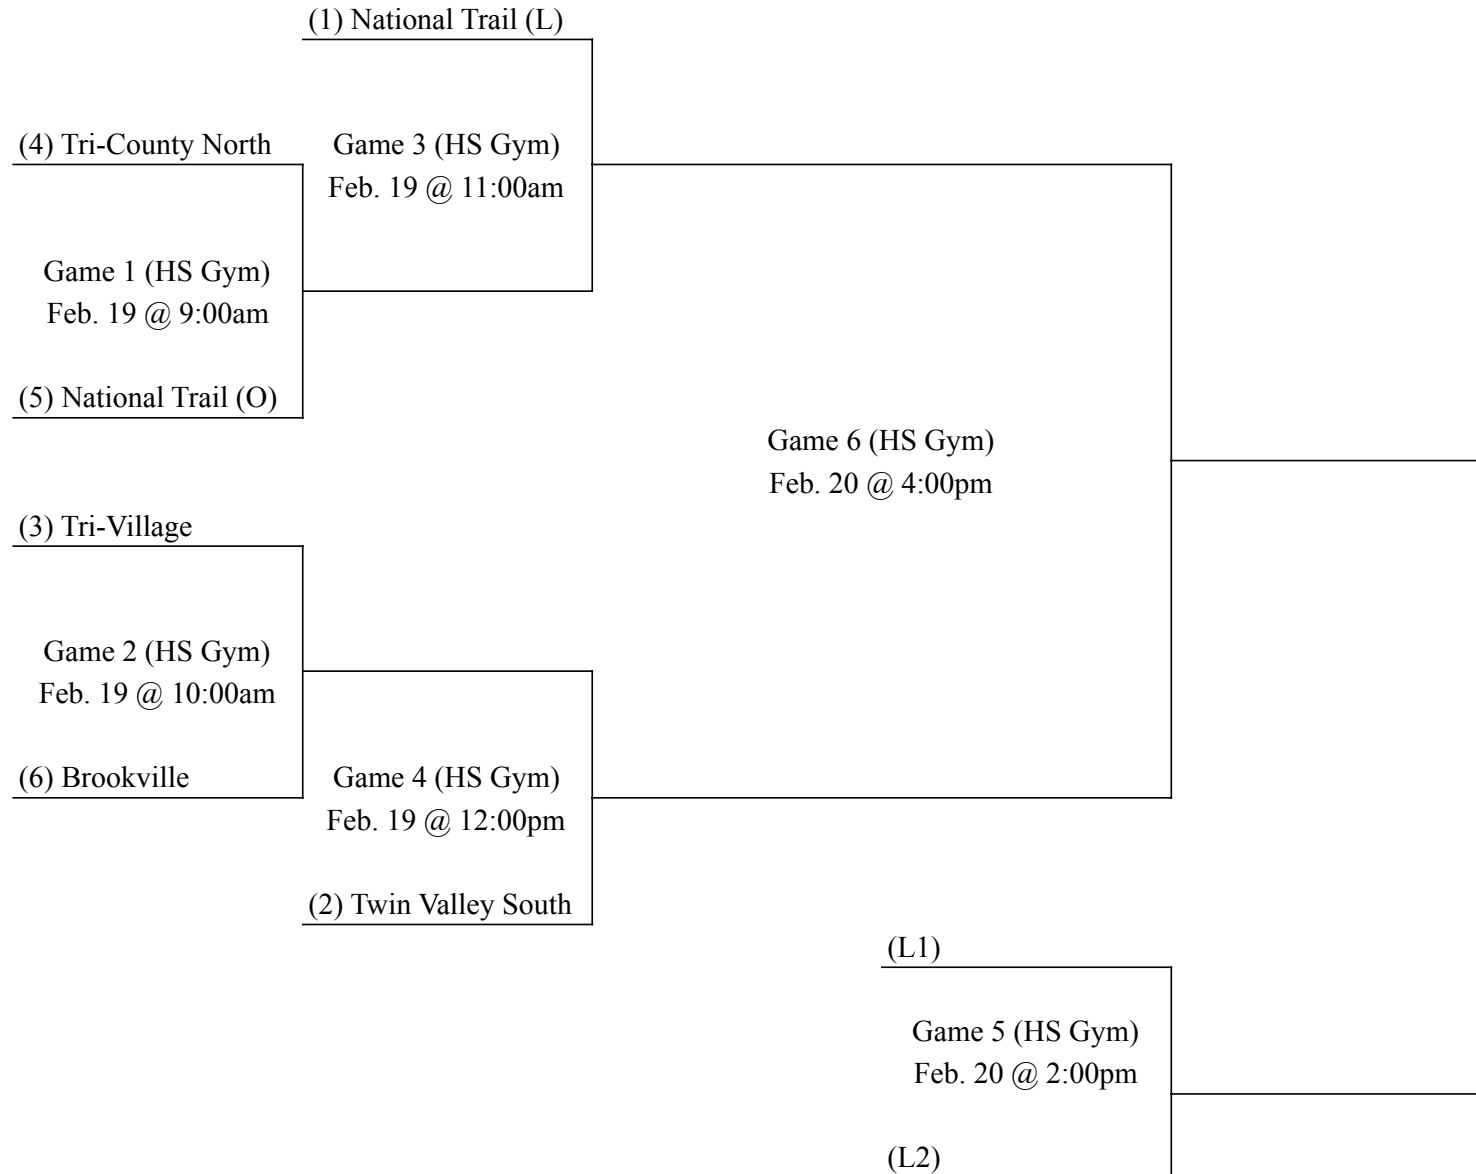 (1) National Trail (L)
(4) Tri-County North
Game 3 (HS Gym)
Feb. 19 @ 11:00am
Game 1 (HS Gym)
Feb. 19 @ 9:00am
(5) National Trail (O)
Game 6 (HS Gym)
Feb. 20 @ 4:00pm
(3) Tri-Village
Game 2 (HS Gym)
Feb. 19 @ 10:00am
(6) Brookville
Game 4 (HS Gym)
Feb. 19 @ 12:00pm
(2) Twin Valley South
(L1)
Game 5 (HS Gym)
Feb. 20 @ 2:00pm
(L2)